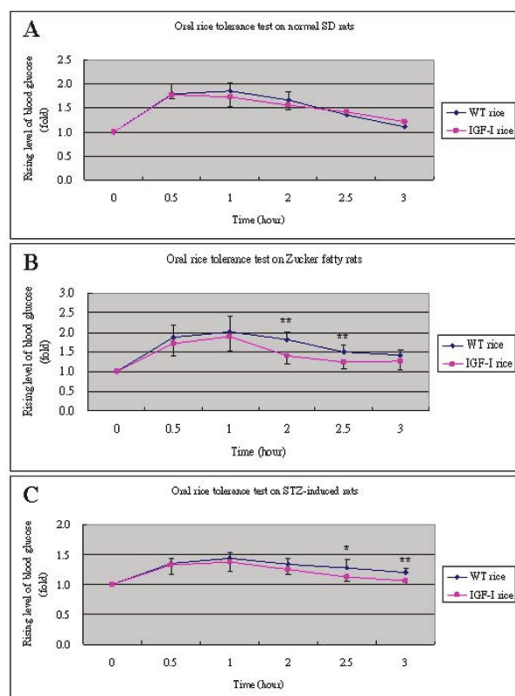 A
Oral rice tolerance test on normal SD rats
Rising level of blood glucose
(fold)
2.5
2.0
1.5
1.0
0.5
0.0
0 0.5 1 2 2.5 3
Time (hour)
WT rice
IGF-I rice
B
Oral rice tolerance test on Zucker fatty rats
Rising level of blood glucose
(fold)
3.0
2.5
2.0
1.5
1.0
0.5
0.0
** **
0 0.5 1 2 2.5 3
Time (hour)
WT rice
IGF-I rice
C
Oral rice tolerance test on STZ-induced rats
Rising level of blood glucose
(fold)
2.0
1.5
1.0
0.5
0.0
* **
0 0.5 1 2 2.5 3
Time (hour)
WT rice
IGF-I rice